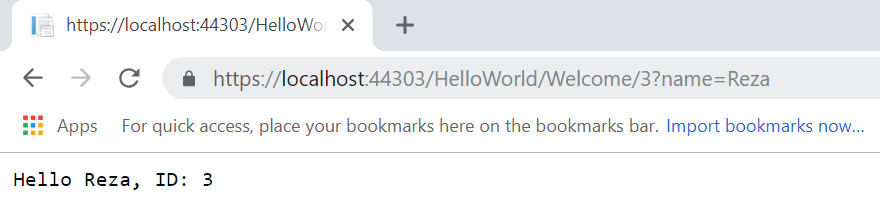 https://localhost:44303/HelloWor
https://localhost:44303/HelloWorld/Welcome/3?name=Reza
Apps For quick access, place your bookmarks here on the bookmarks bar. Import bookmarks now...
Hello Reza, ID: 3